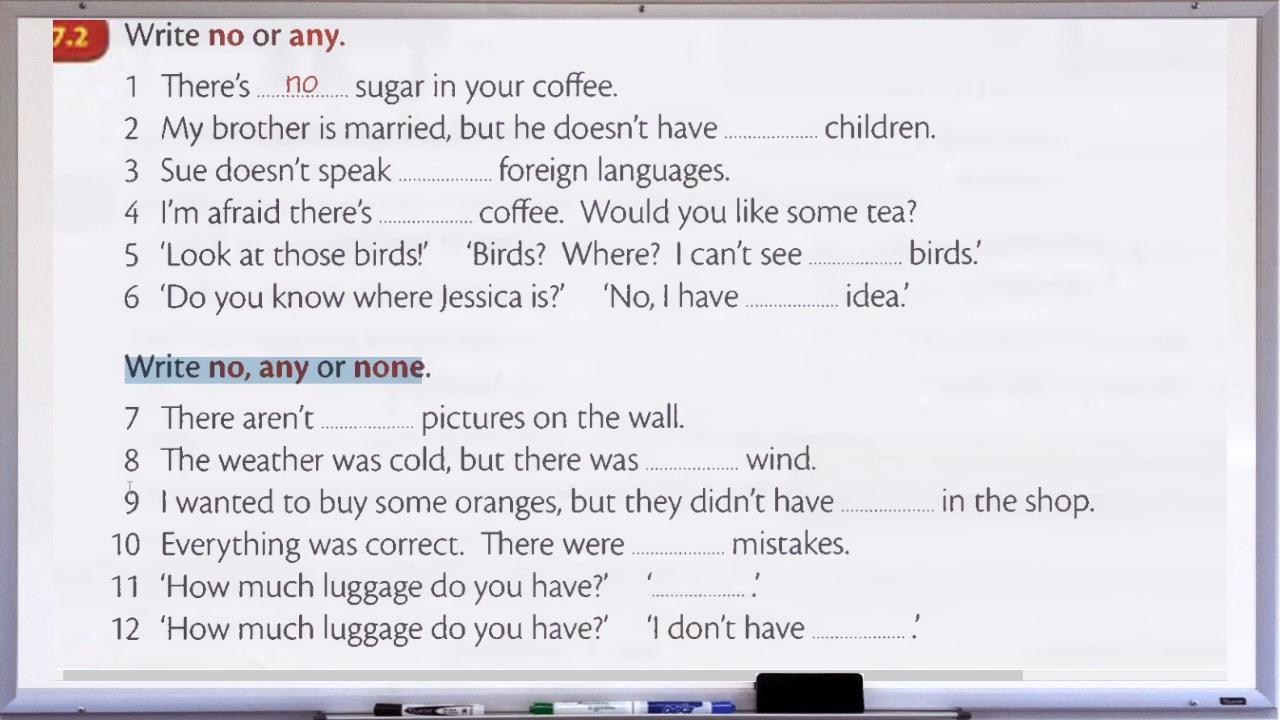 7.2 Write no or any.
1 There's no sugar in your coffee.
2 My brother is married, but he doesn't have .................. children.
3 Sue doesn't speak .................. foreign languages.
4 I'm afraid there's .................. coffee. Would you like some tea?
5 ‘Look at those birds!’ ‘Birds? Where? I can't see .................. birds.’
6 ‘Do you know where Jessica is?’ ‘No, I have .................. idea.’
Write no, any or none.
7 There aren't .................. pictures on the wall.
8 The weather was cold, but there was .................. wind.
9 I wanted to buy some oranges, but they didn't have .................. in the shop.
10 Everything was correct. There were .................. mistakes.
11 ‘How much luggage do you have?’ ‘.................. .’
12 ‘How much luggage do you have?’ ‘I don't have .................. .’